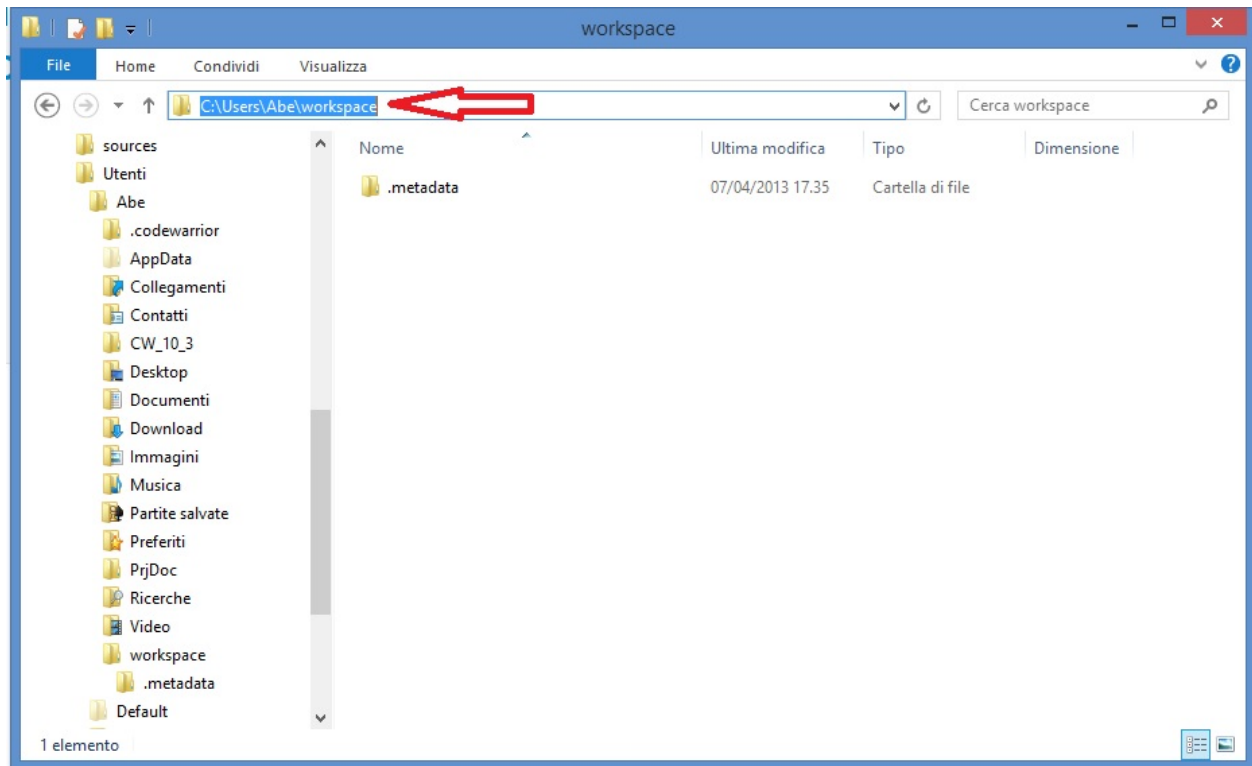 workspace
File Home Condividi Visualizza
C:\Users\Abe\workspace
Cerca workspace
Nome Ultima modifica Tipo Dimensione
.metadata 07/04/2013 17.35 Cartella di file
sources
Utenti
Abe
.codewarrior
AppData
Collegamenti
Contatti
CW_10_3
Desktop
Documenti
Download
Immagini
Musica
Partite salvate
Preferiti
PrjDoc
Ricerche
Video
workspace
.metadata
Default
1 elemento